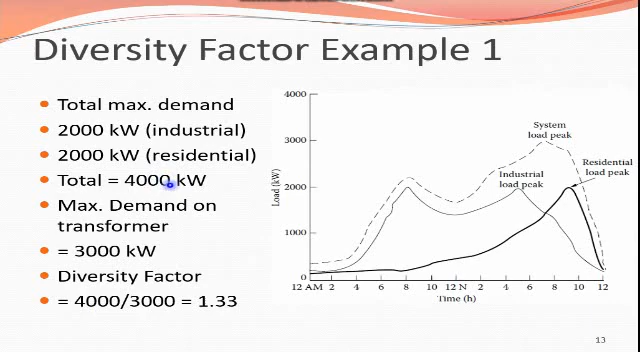 Diversity Factor Example 1
Total max. demand
2000 kW (industrial)
2000 kW (residential)
Total = 4000 kW
Max. Demand on
transformer
= 3000 kW
Diversity Factor
= 4000/3000 = 1.33
4000
3000
2000
1000
0
Load (kW)
System
load peak
Residential
load peak
Industrial
load peak
12 AM 2 4 6 8 10 12 N 2 4 6 8 10 12
Time (h)
13